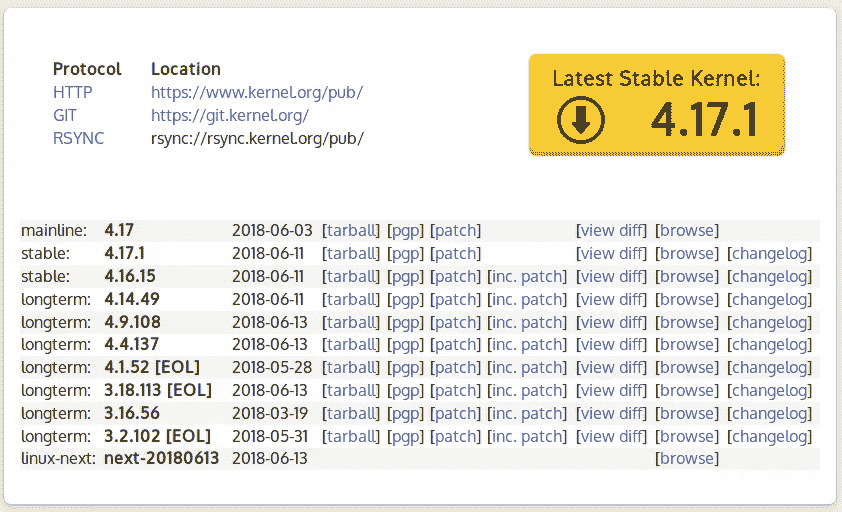 Protocol Location
HTTP https://www.kernel.org/pub/
GIT https://git.kernel.org/
RSYNC rsync://rsync.kernel.org/pub/
Latest Stable Kernel:
4.17.1
mainline: 4.17 2018-06-03 [tarball] [pgp] [patch] [view diff] [browse]
stable: 4.17.1 2018-06-11 [tarball] [pgp] [patch] [view diff] [browse] [changelog]
stable: 4.16.15 2018-06-11 [tarball] [pgp] [patch] [inc. patch] [view diff] [browse] [changelog]
longterm: 4.14.49 2018-06-11 [tarball] [pgp] [patch] [inc. patch] [view diff] [browse] [changelog]
longterm: 4.9.108 2018-06-13 [tarball] [pgp] [patch] [inc. patch] [view diff] [browse] [changelog]
longterm: 4.4.137 2018-06-13 [tarball] [pgp] [patch] [inc. patch] [view diff] [browse] [changelog]
longterm: 4.1.52 [EOL] 2018-05-28 [tarball] [pgp] [patch] [inc. patch] [view diff] [browse] [changelog]
longterm: 3.18.113 [EOL] 2018-06-13 [tarball] [pgp] [patch] [inc. patch] [view diff] [browse] [changelog]
longterm: 3.16.56 2018-03-19 [tarball] [pgp] [patch] [inc. patch] [view diff] [browse] [changelog]
longterm: 3.2.102 [EOL] 2018-05-31 [tarball] [pgp] [patch] [inc. patch] [view diff] [browse] [changelog]
linux-next: next-20180613 2018-06-13 [browse]